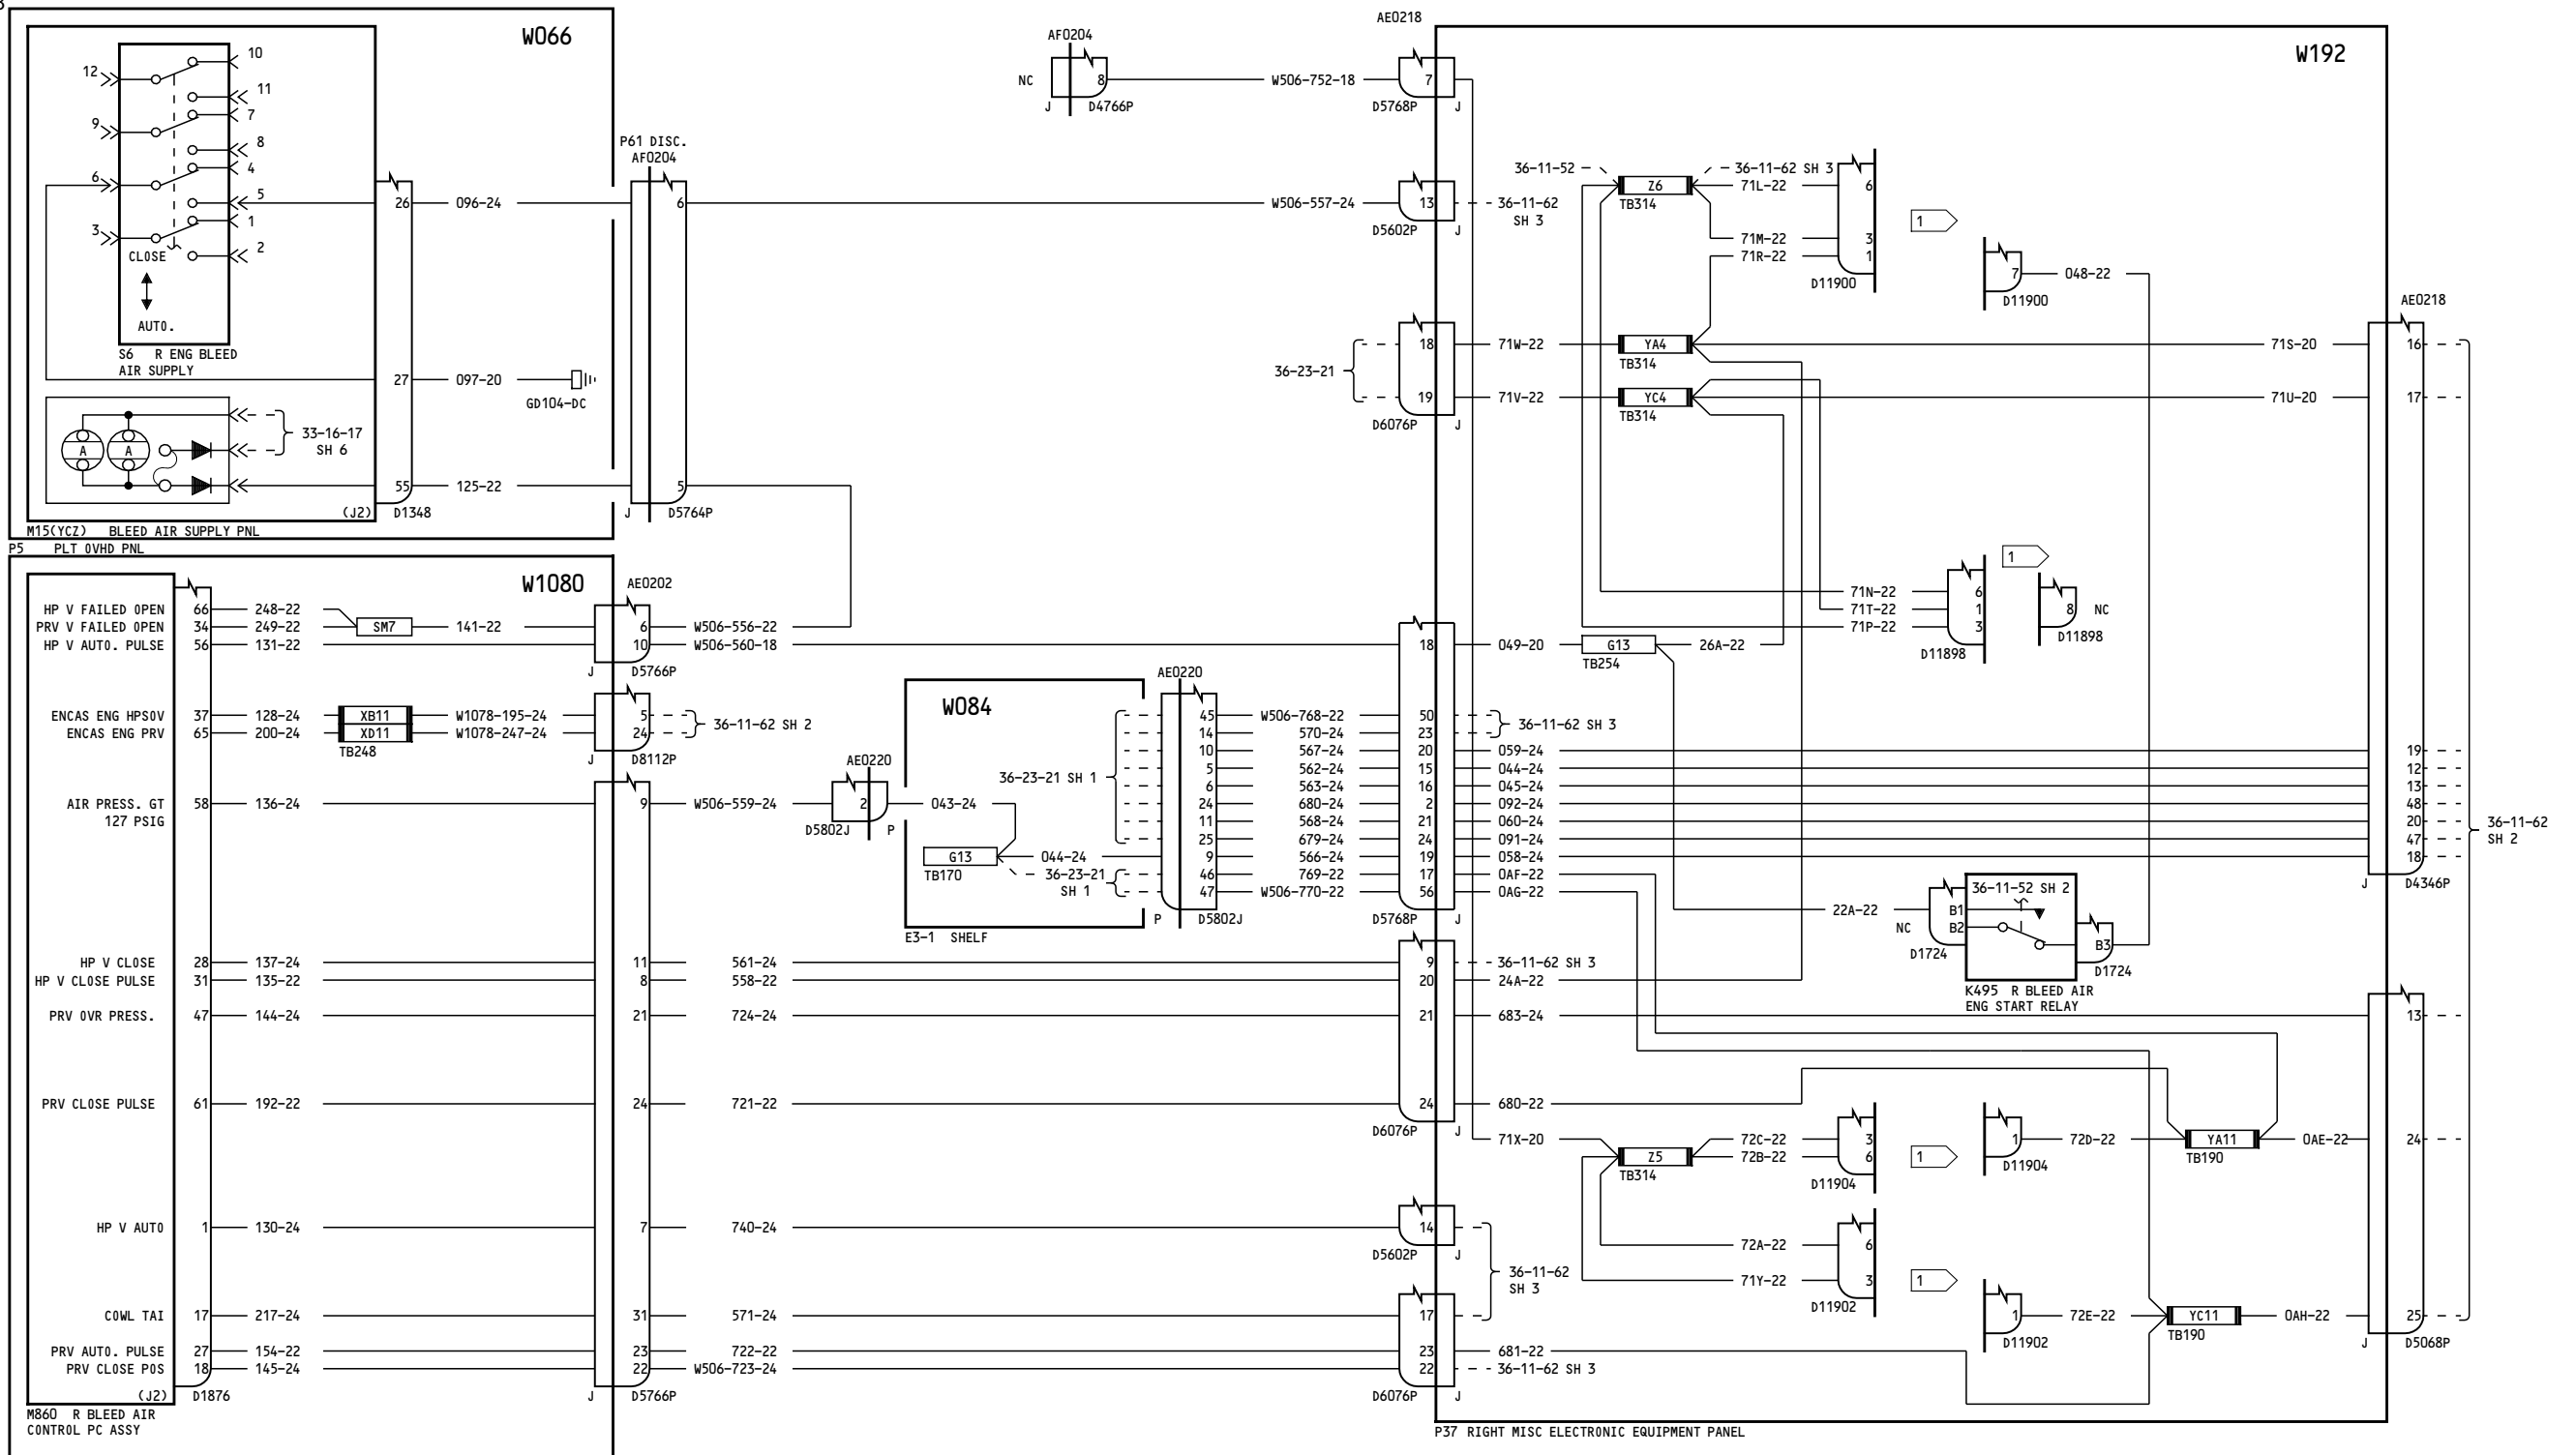 W066
12
10
11
9
7
8
6
4
5
3
1
2
CLOSE
AUTO.
S6 R ENG BLEED
AIR SUPPLY
26
096-24
27
097-20
GD104-DC
A
A
33-16-17
SH 6
55
125-22
(J2)
D1348
M15(YCZ) BLEED AIR SUPPLY PNL
P5 PLT OVHD PNL
P61 DISC.
AF0204
6
5
J
D5764P
AF0204
NC
8
J
D4766P
W506-752-18
W506-557-24
AE0218
7
D5768P
J
13
D5602P
J
36-11-62
SH 3
36-23-21
18
19
D6076P
J
71W-22
71V-22
W192
36-11-52
36-11-62 SH 3
Z6
TB314
71L-22
71M-22
71R-22
6
3
1
D11900
1
7
D11900
048-22
YA4
TB314
YC4
TB314
71S-20
71U-20
AE0218
16
17
1
71N-22
71T-22
71P-22
6
1
3
D11898
8
NC
D11898
W1080
AE0202
HP V FAILED OPEN
66
248-22
PRV V FAILED OPEN
34
249-22
SM7
141-22
6
W506-556-22
HP V AUTO. PULSE
56
131-22
10
W506-560-18
J
D5766P
18
049-20
G13
TB254
26A-22
ENCAS ENG HPSOV
37
128-24
XB11
W1078-195-24
5
ENCAS ENG PRV
65
200-24
XD11
W1078-247-24
24
TB248
J
D8112P
36-11-62 SH 2
AIR PRESS. GT
127 PSIG
58
136-24
9
W506-559-24
AE0220
2
D5802J
P
W084
043-24
G13
TB170
044-24
36-23-21 SH 1
36-23-21
SH 1
E3-1 SHELF
AE0220
45
W506-768-22
50
36-11-62 SH 3
14
570-24
23
10
567-24
20
059-24
19
5
562-24
15
044-24
12
6
563-24
16
045-24
13
24
680-24
2
092-24
48
11
568-24
21
060-24
20
25
679-24
24
091-24
47
9
566-24
19
058-24
18
46
769-22
17
0AF-22
47
W506-770-22
56
0AG-22
P
D5802J
D5768P
J
36-11-62
SH 2
J
D4346P
22A-22
36-11-52 SH 2
NC
B1
B2
B3
D1724
D1724
K495 R BLEED AIR
ENG START RELAY
HP V CLOSE
28
137-24
11
561-24
9
36-11-62 SH 3
HP V CLOSE PULSE
31
135-22
8
558-22
20
24A-22
PRV OVR PRESS.
47
144-24
21
724-24
21
683-24
13
PRV CLOSE PULSE
61
192-22
24
721-22
24
680-22
D6076P
J
71X-20
Z5
TB314
72C-22
72B-22
3
6
D11904
1
1
D11904
72D-22
YA11
TB190
0AE-22
24
HP V AUTO
1
130-24
7
740-24
14
D5602P
J
36-11-62
SH 3
72A-22
71Y-22
6
3
D11902
1
1
D11902
72E-22
YC11
TB190
0AH-22
25
J
D5068P
COWL TAI
17
217-24
31
571-24
17
PRV AUTO. PULSE
27
154-22
23
722-22
23
681-22
PRV CLOSE POS
18
145-24
22
W506-723-24
22
36-11-62 SH 3
(J2)
D1876
J
D5766P
D6076P
J
M860 R BLEED AIR
CONTROL PC ASSY
P37 RIGHT MISC ELECTRONIC EQUIPMENT PANEL